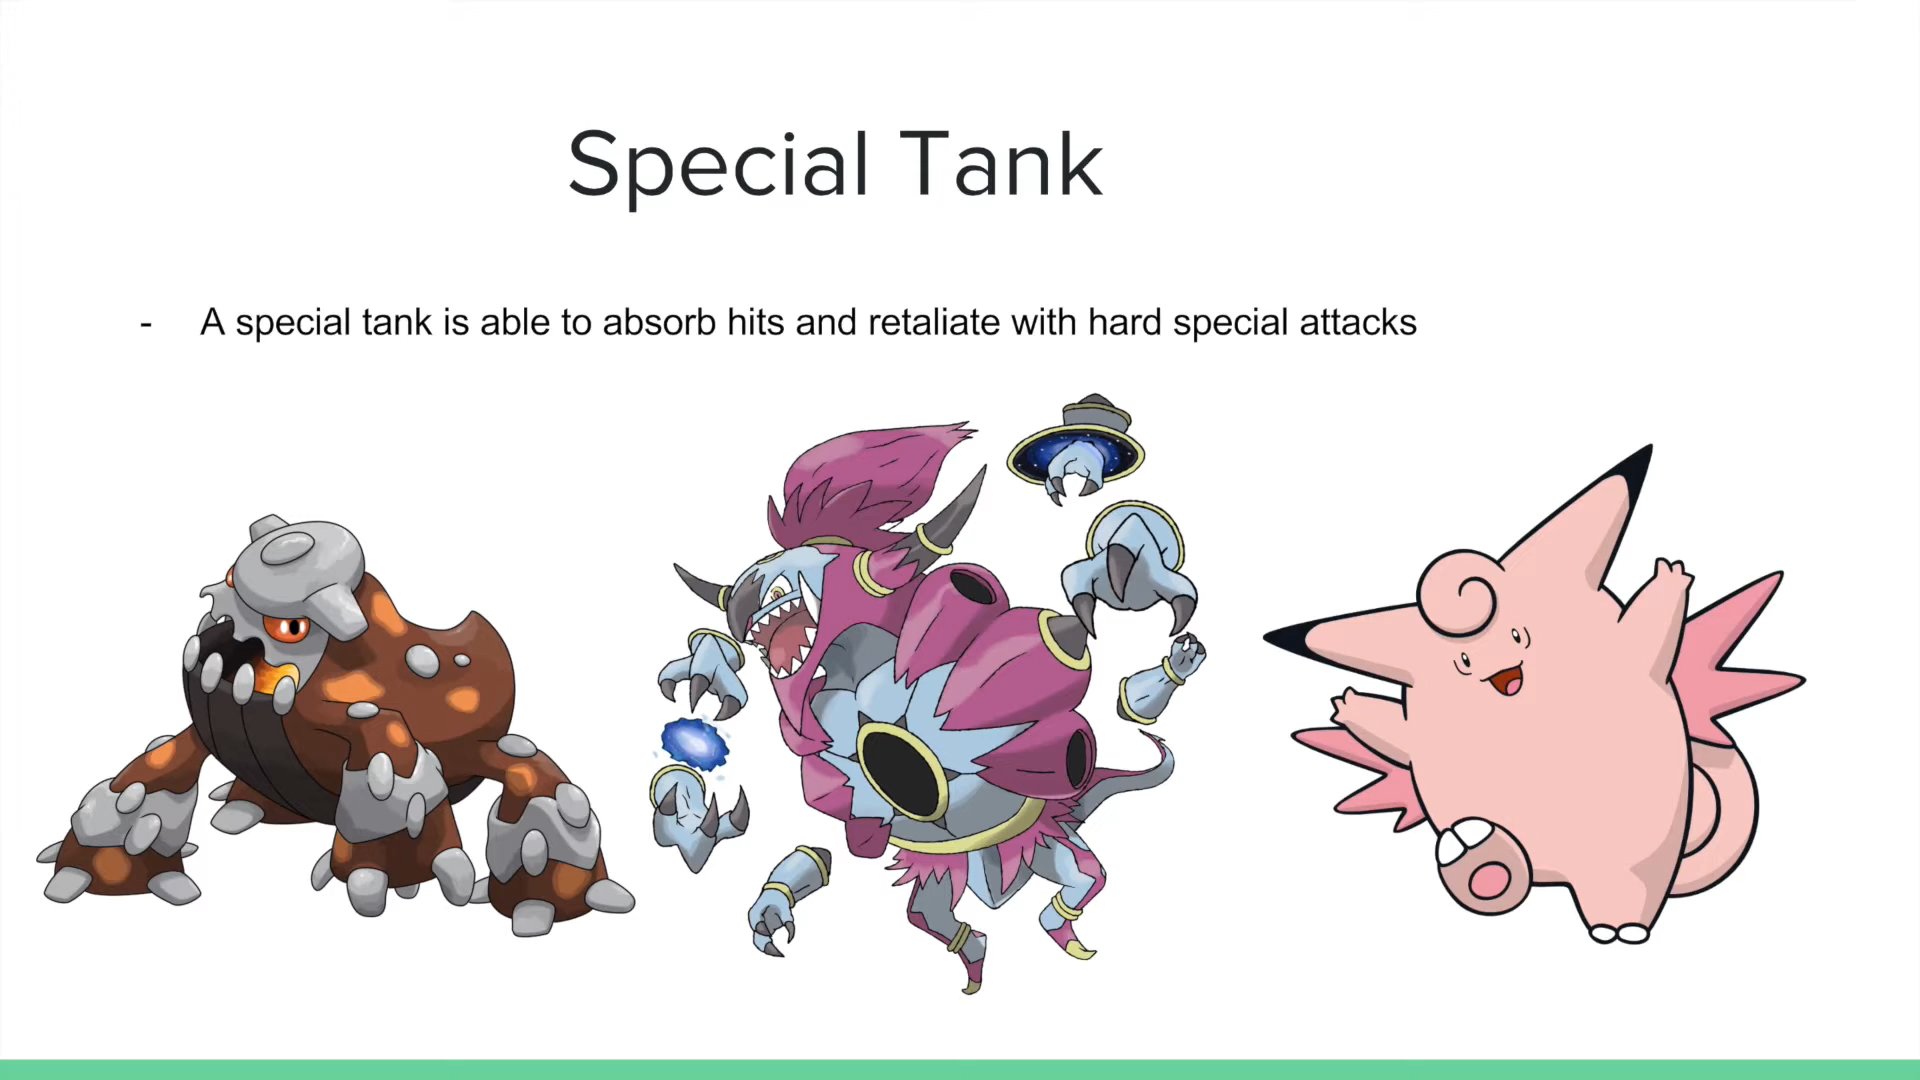 Special Tank
- A special tank is able to absorb hits and retaliate with hard special attacks